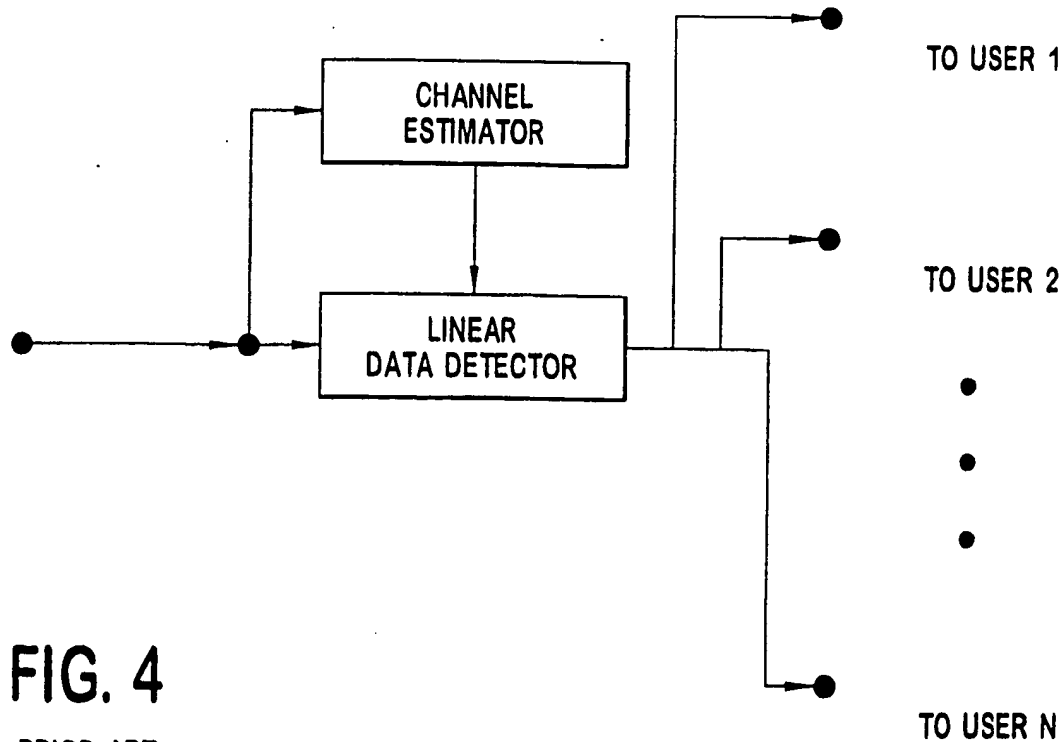 TO USER 1
CHANNEL
ESTIMATOR
TO USER 2
LINEAR
DATA DETECTOR
FIG. 4
TO USER N